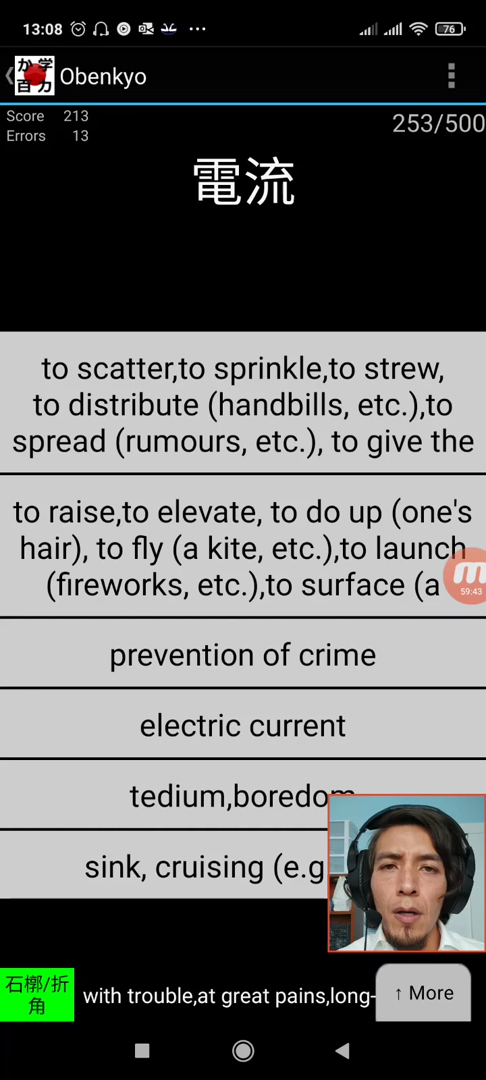 13:08 76
Obenkyo
Score 213
Errors 13
253/500
電流
to scatter,to sprinkle,to strew,
to distribute (handbills, etc.),to
spread (rumours, etc.), to give the
to raise,to elevate, to do up (one's
hair), to fly (a kite, etc.),to launch
(fireworks, etc.),to surface (a
59:43
prevention of crime
electric current
tedium,boredom
sink, cruising (e.g
石槨/折
角
with trouble,at great pains,long-
↑ More